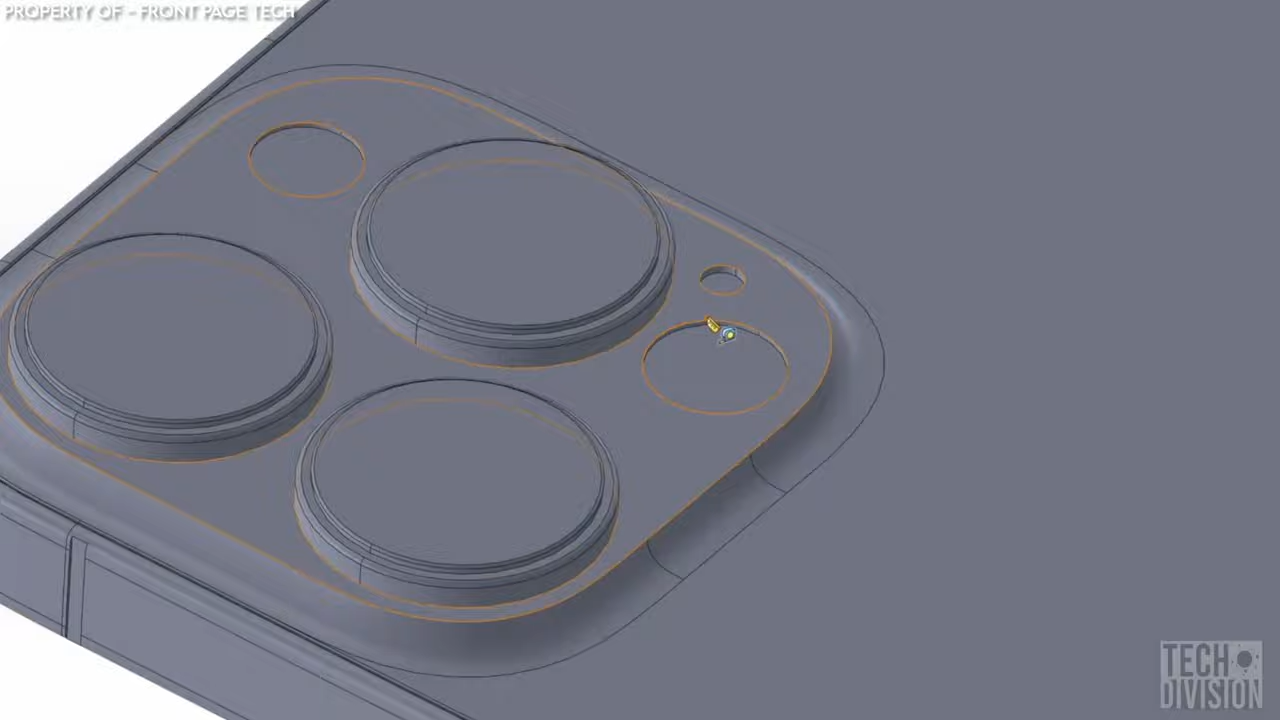 PROPERTY OF - FRONT PAGE TECH
TECH
DIVISION